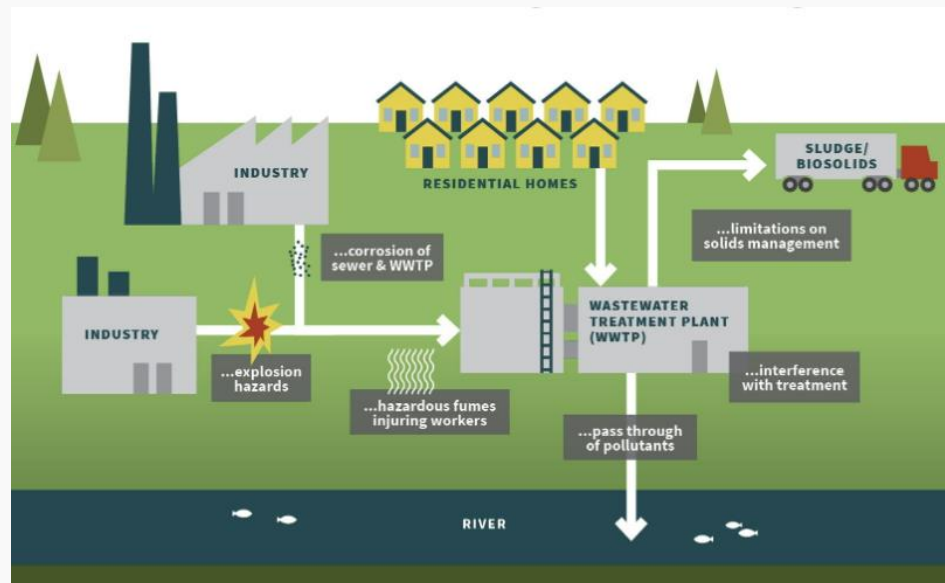 INDUSTRY
RESIDENTIAL HOMES
SLUDGE/
BIOSOLIDS
...limitations on
solids management
...corrosion of
sewer & WWTP
INDUSTRY
WASTEWATER
TREATMENT PLANT
(WWTP)
...explosion
hazards
...hazardous fumes
injuring workers
...interference
with treatment
...pass through
of pollutants
RIVER